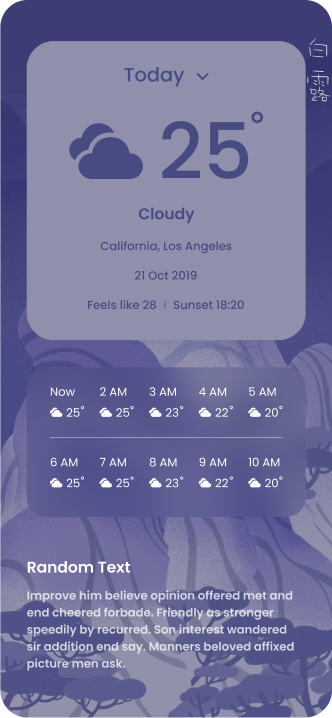 白露
Today
25°
Cloudy
California, Los Angeles
21 Oct 2019
Feels like 28 | Sunset 18:20
Now 2 AM 3 AM 4 AM 5 AM
25° 25° 23° 22° 20°
6 AM 7 AM 8 AM 9 AM 10 AM
25° 25° 23° 22° 20°
Random Text
Improve him believe opinion offered met and
end cheered forbade. Friendly as stronger
speedily by recurred. Son interest wandered
sir addition end say. Manners beloved affixed
picture men ask.